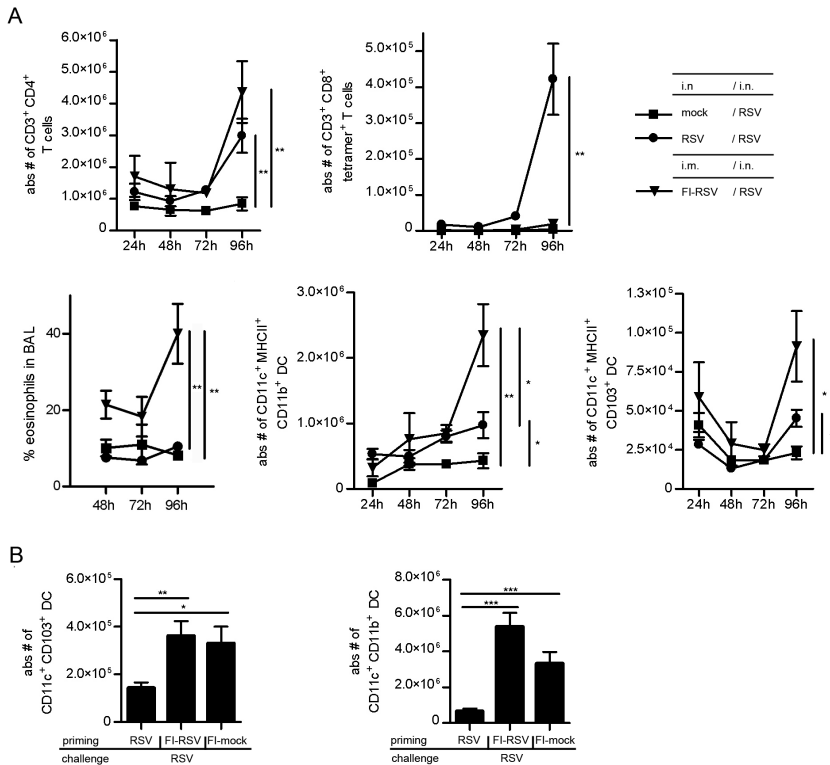 A
abs # of CD3⁺ CD4⁺
T cells
6.0×10⁶
5.0×10⁶
4.0×10⁶
3.0×10⁶
2.0×10⁶
1.0×10⁶
0
24h 48h 72h 96h
**
**
abs # of CD3⁺ CD8⁺
tetramer⁺ T cells
5.0×10⁵
4.0×10⁵
3.0×10⁵
2.0×10⁵
1.0×10⁵
0
24h 48h 72h 96h
**
i.n / i.n.
mock / RSV
RSV / RSV
i.m. / i.n.
FI-RSV / RSV
% eosinophils in BAL
40
20
0
48h 72h 96h
**
**
abs # of CD11c⁺ MHCII⁺
CD11b⁺ DC
3.0×10⁶
2.0×10⁶
1.0×10⁶
0
24h 48h 72h 96h
**
*
*
abs # of CD11c⁺ MHCII⁺
CD103⁺ DC
1.3×10⁵
1.0×10⁵
7.5×10⁴
5.0×10⁴
2.5×10⁴
0
24h 48h 72h 96h
*
B
abs # of
CD11c⁺ CD103⁺ DC
6.0×10⁵
4.0×10⁵
2.0×10⁵
0
**
*
priming RSV FI-RSV FI-mock
challenge RSV
abs # of
CD11c⁺ CD11b⁺ DC
8.0×10⁶
6.0×10⁶
4.0×10⁶
2.0×10⁶
0
***
***
priming RSV FI-RSV FI-mock
challenge RSV